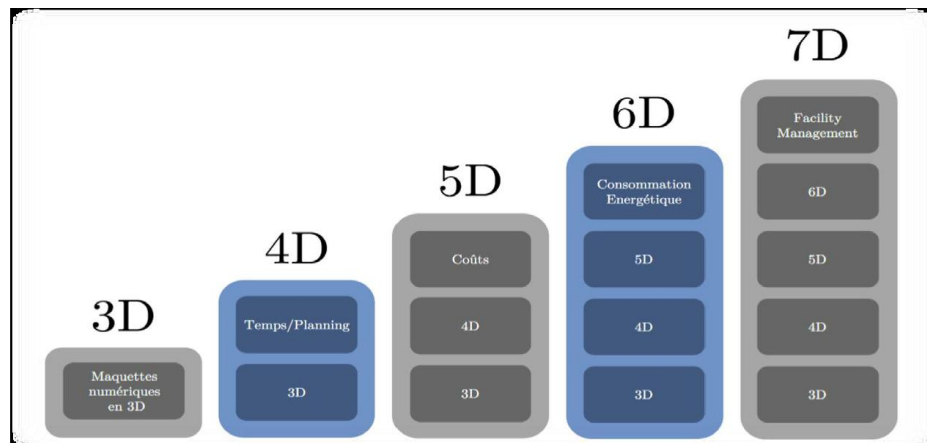 3D
Maquettes
numériques
en 3D
4D
Temps/Planning
3D
5D
Coûts
4D
3D
6D
Consommation
Energétique
5D
4D
3D
7D
Facility
Management
6D
5D
4D
3D